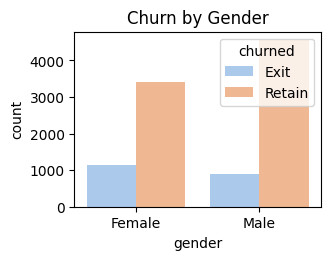 Churn by Gender
churned
Exit
Retain
4000
3000
2000
1000
0
count
Female
Male
gender